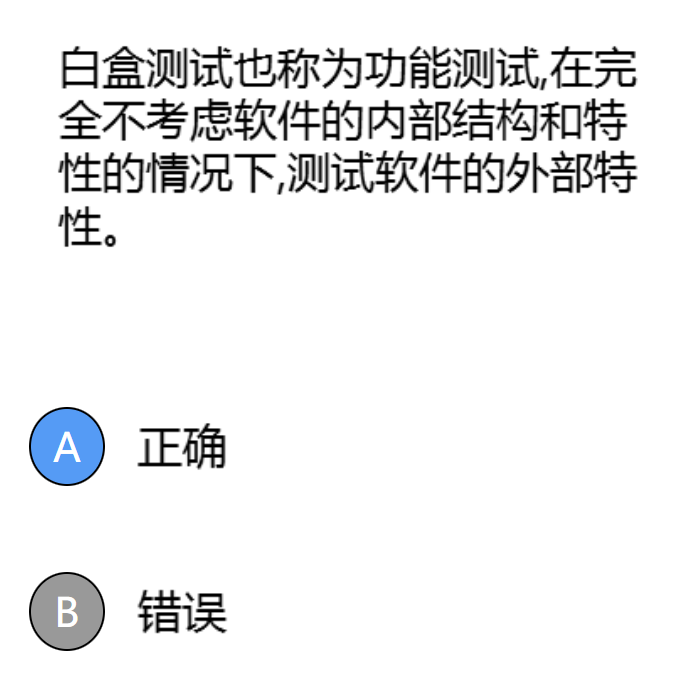 白盒测试也称为功能测试,在完
全不考虑软件的内部结构和特
性的情况下,测试软件的外部特
性。
A 正确
B 错误